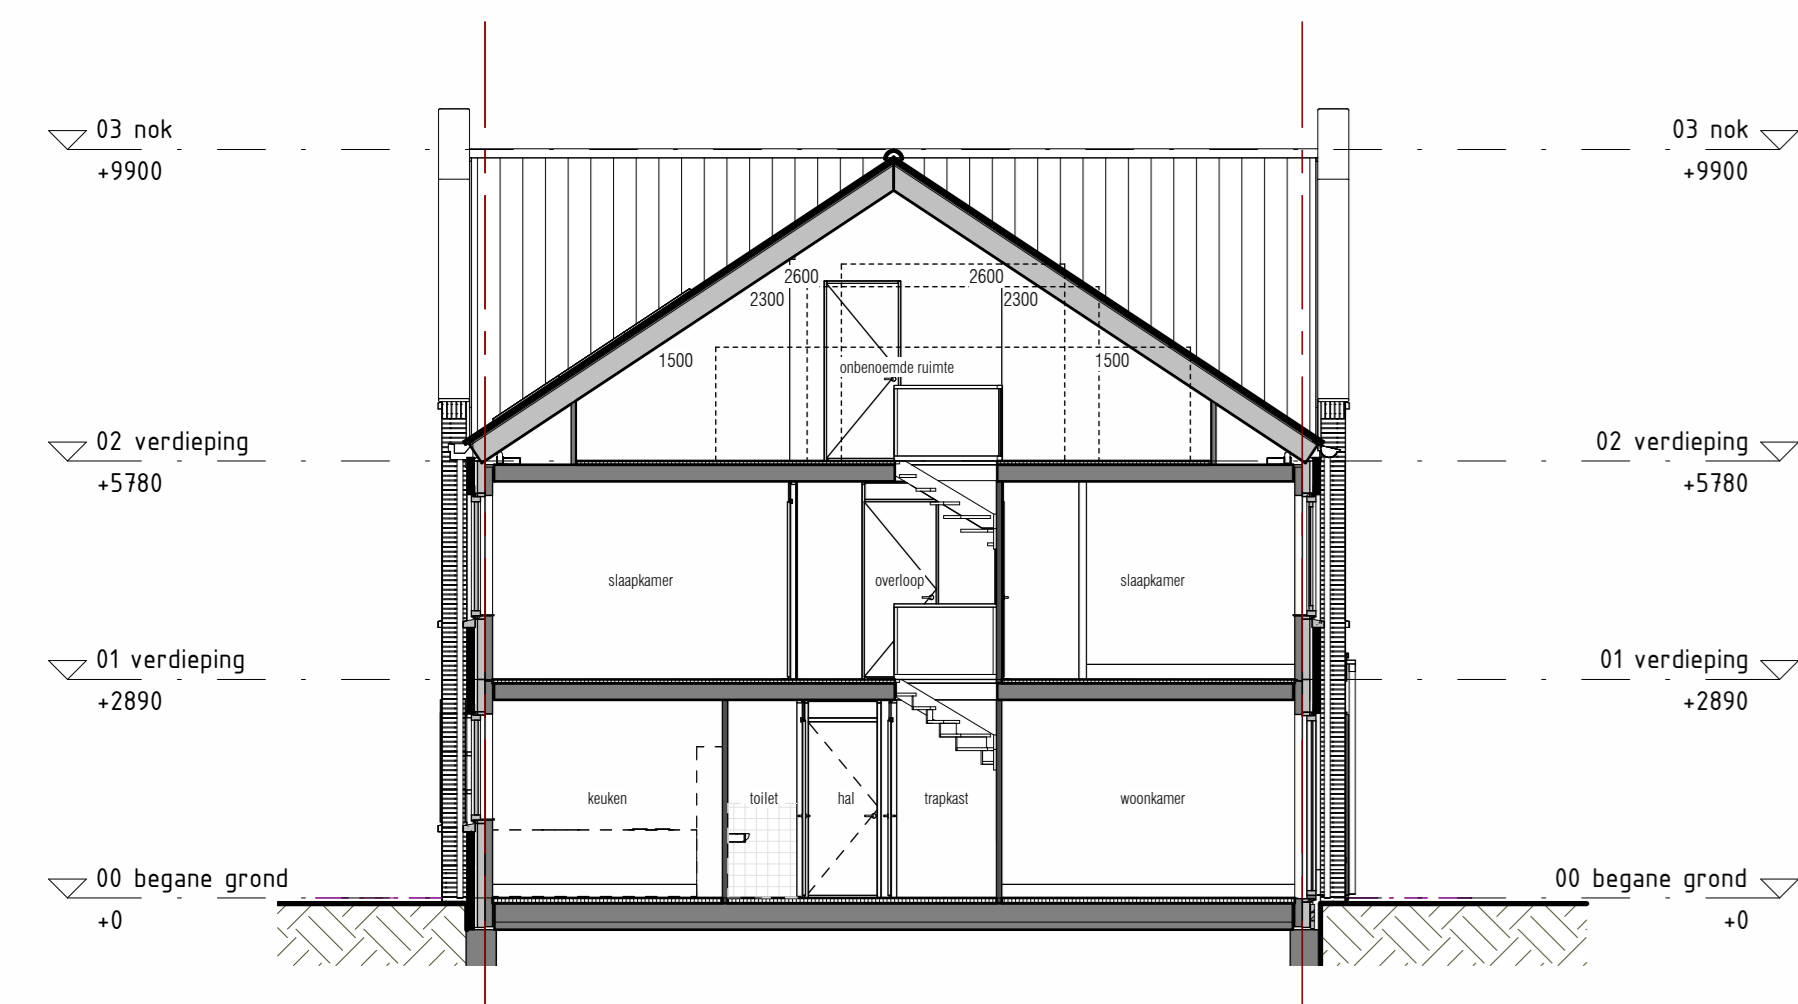 03 nok
03 nok
+9900
+9900
2600
2600
2300
2300
1500
1500
onbenoemde ruimte
02 verdieping
02 verdieping
+5780
+5780
slaapkamer
overloop
slaapkamer
01 verdieping
01 verdieping
+2890
+2890
keuken
toilet
hal
trapkast
woonkamer
00 begane grond
00 begane grond
+0
+0